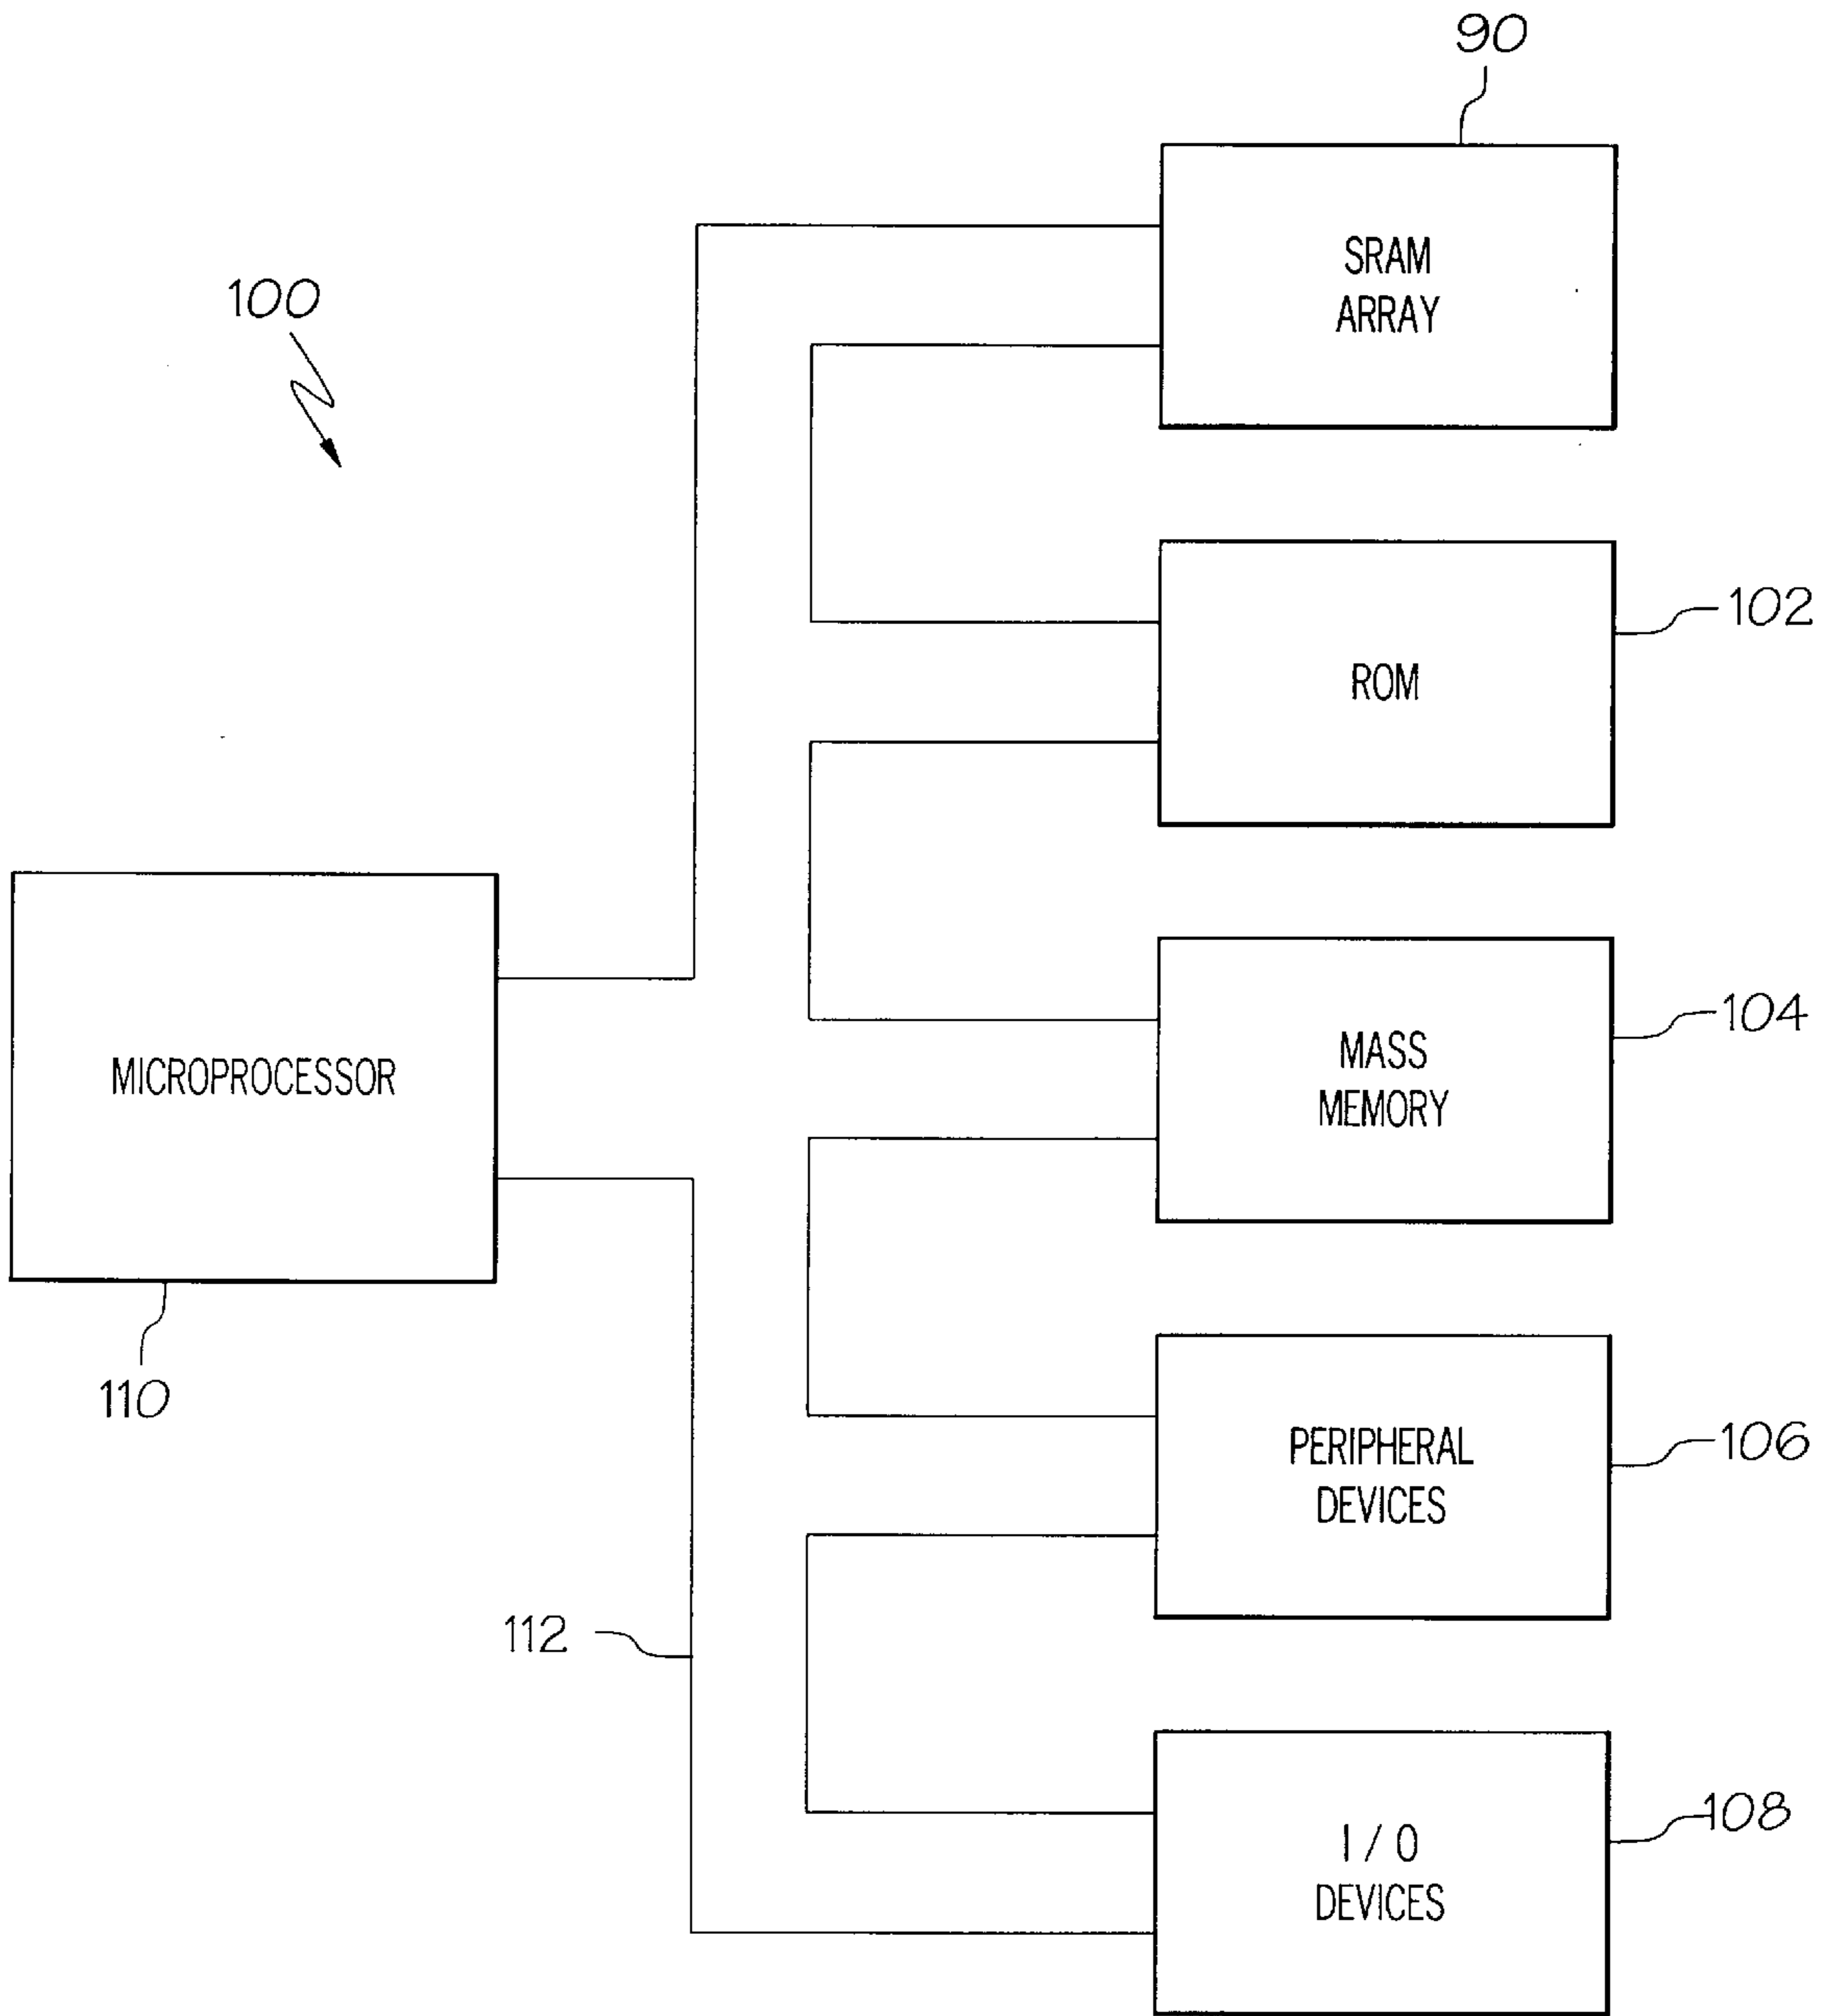 90
SRAM
ARRAY
100
102
ROM
104
MASS
MEMORY
MICROPROCESSOR
110
106
PERIPHERAL
DEVICES
112
108
I / O
DEVICES